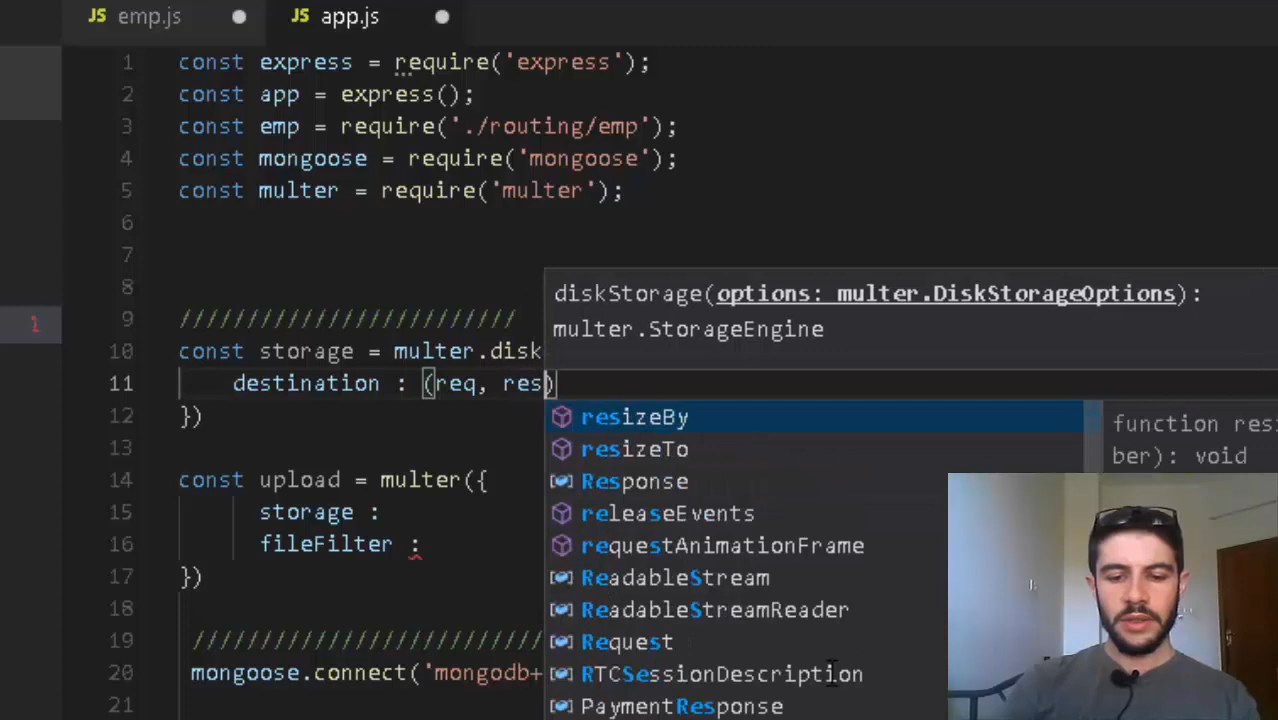 JS emp.js
JS app.js
1 const express = require('express');
2 const app = express();
3 const emp = require('./routing/emp');
4 const mongoose = require('mongoose');
5 const multer = require('multer');
6
7
8
diskStorage(options: multer.DiskStorageOptions):
multer.StorageEngine
9 ////////////////////////
10 const storage = multer.disk
1
11 destination : (req, res)
12 })
13
14 const upload = multer({
15 storage :
16 fileFilter :
17 })
18
19 //////////////////////////
20 mongoose.connect('mongodb+
21
resizeBy
resizeTo
Response
releaseEvents
requestAnimationFrame
ReadableStream
ReadableStreamReader
Request
RTCSessionDescription
PaymentResponse
function resi
ber): void